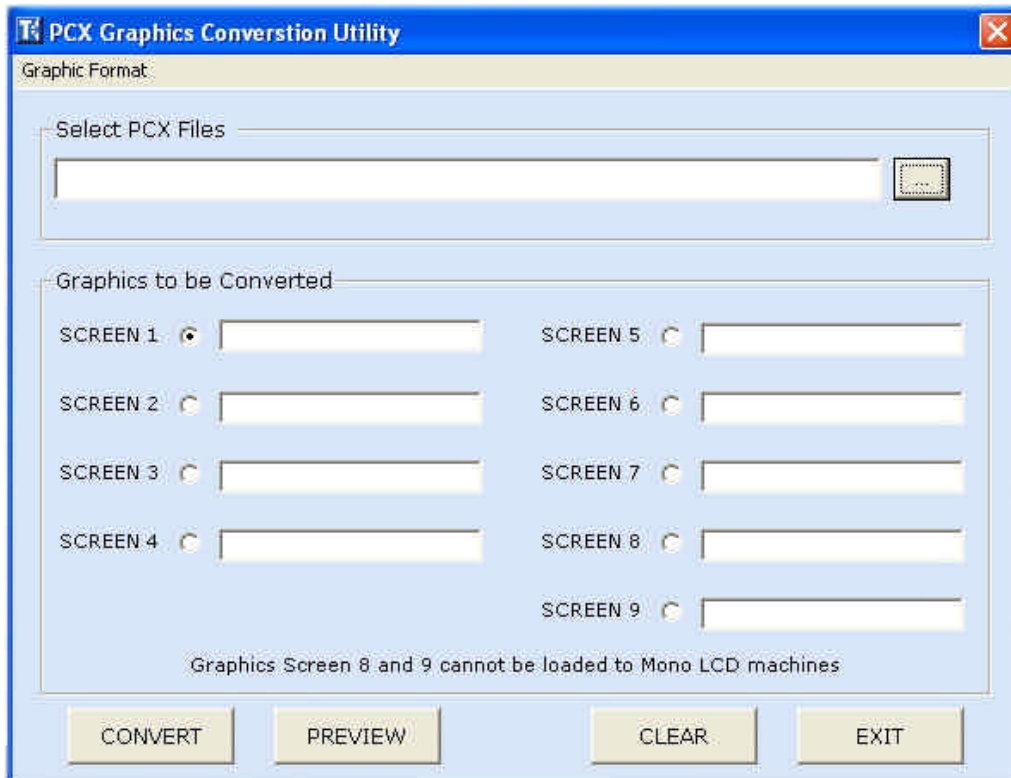 PCX Graphics Converstion Utility
Graphic Format
Select PCX Files
...
Graphics to be Converted
SCREEN 1
SCREEN 5
SCREEN 2
SCREEN 6
SCREEN 3
SCREEN 7
SCREEN 4
SCREEN 8
SCREEN 9
Graphics Screen 8 and 9 cannot be loaded to Mono LCD machines
CONVERT
PREVIEW
CLEAR
EXIT